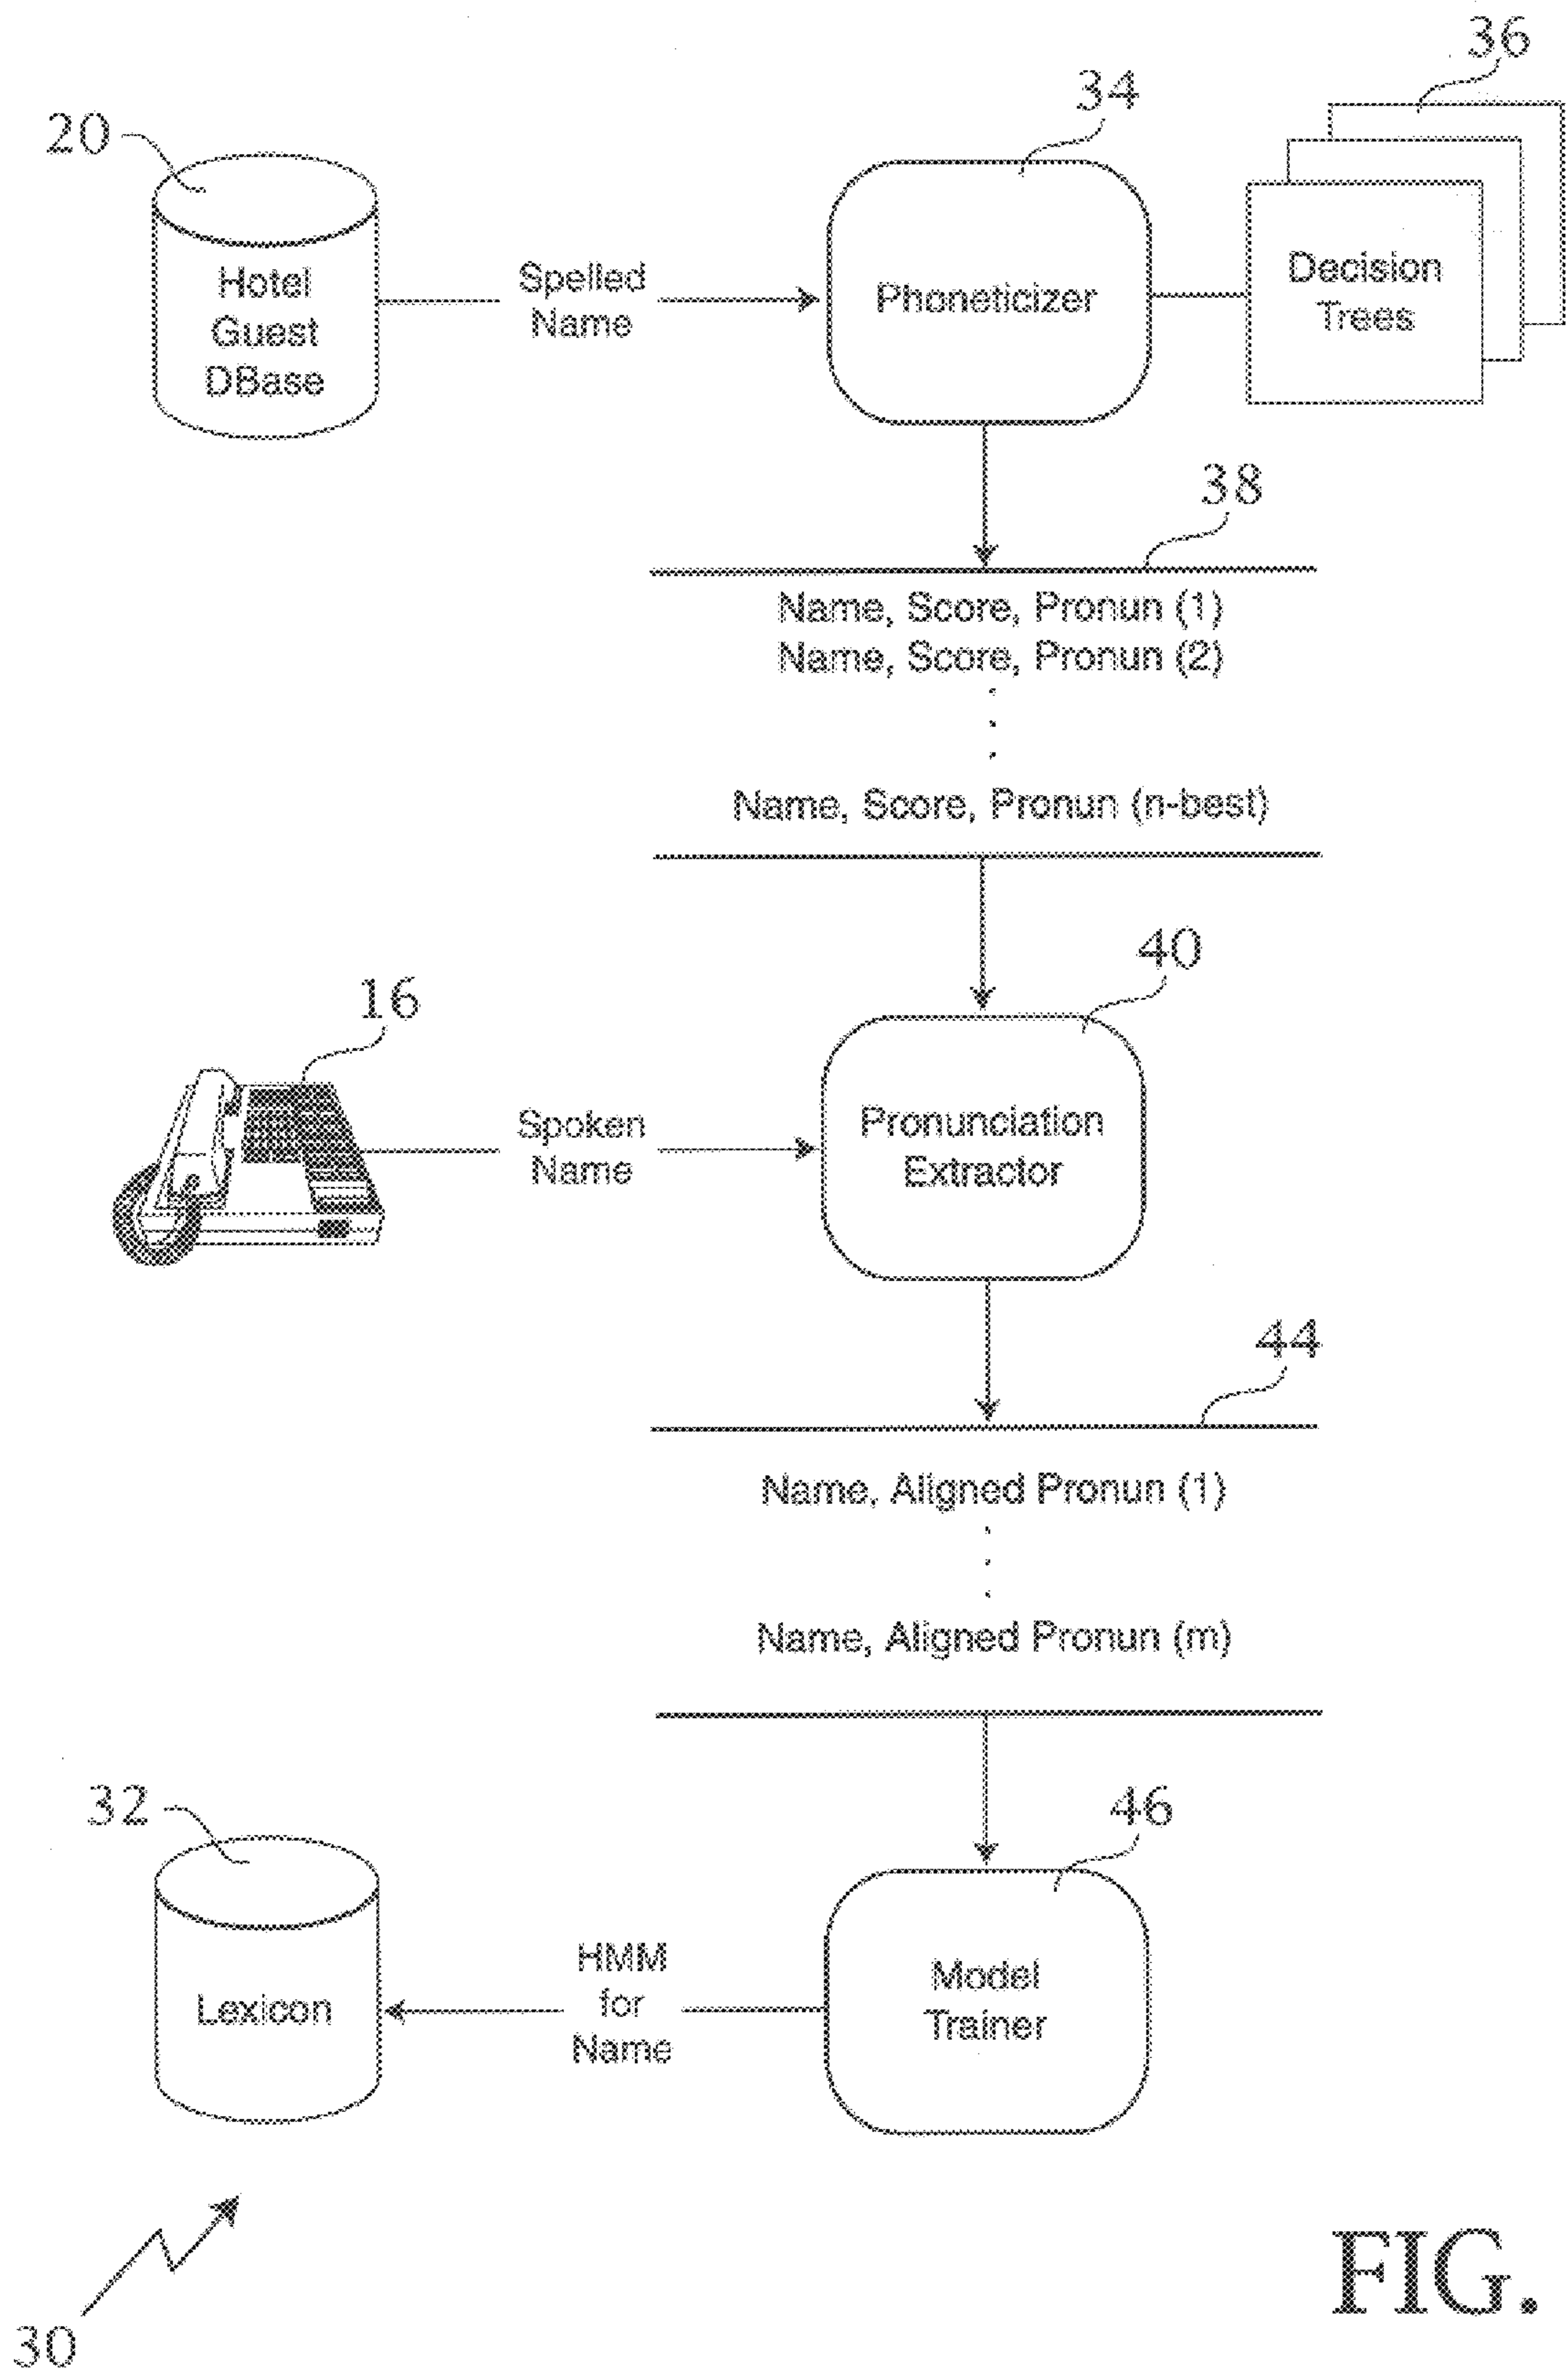 36
34
20
Hotel
Guest
DBase
Spelled
Name
Phoneticizer
Decision
Trees
38
Name, Score, Pronun (1)
Name, Score, Pronun (2)
.
.
.
Name, Score, Pronun (n-best)
40
16
Spoken
Name
Pronunciation
Extractor
44
Name, Aligned Pronun (1)
.
.
.
Name, Aligned Pronun (m)
32
46
Lexicon
HMM
for
Name
Model
Trainer
30
FIG.